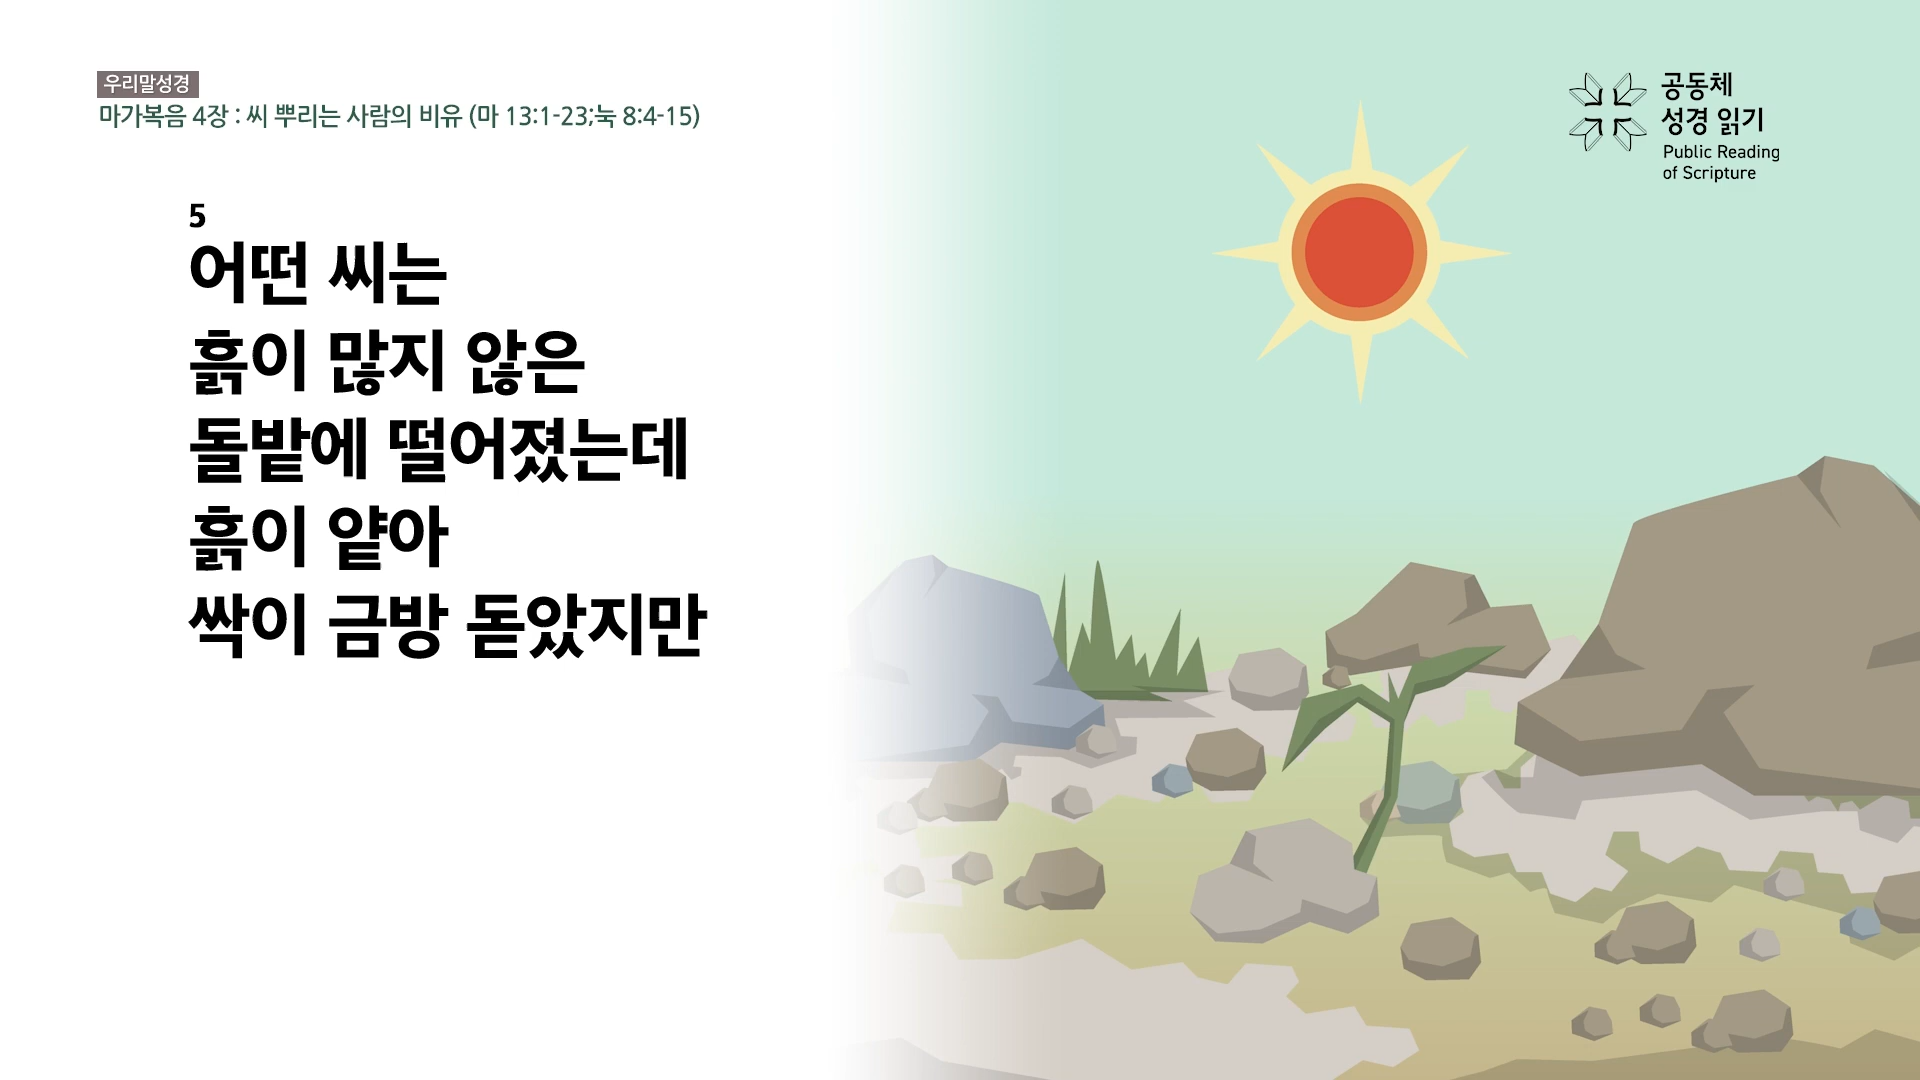 우리말성경
마가복음 4장 : 씨 뿌리는 사람의 비유 (마 13:1-23;눅 8:4-15)
5
어떤 씨는
흙이 많지 않은
돌밭에 떨어졌는데
흙이 얕아
싹이 금방 돋았지만
공동체
성경 읽기
Public Reading
of Scripture